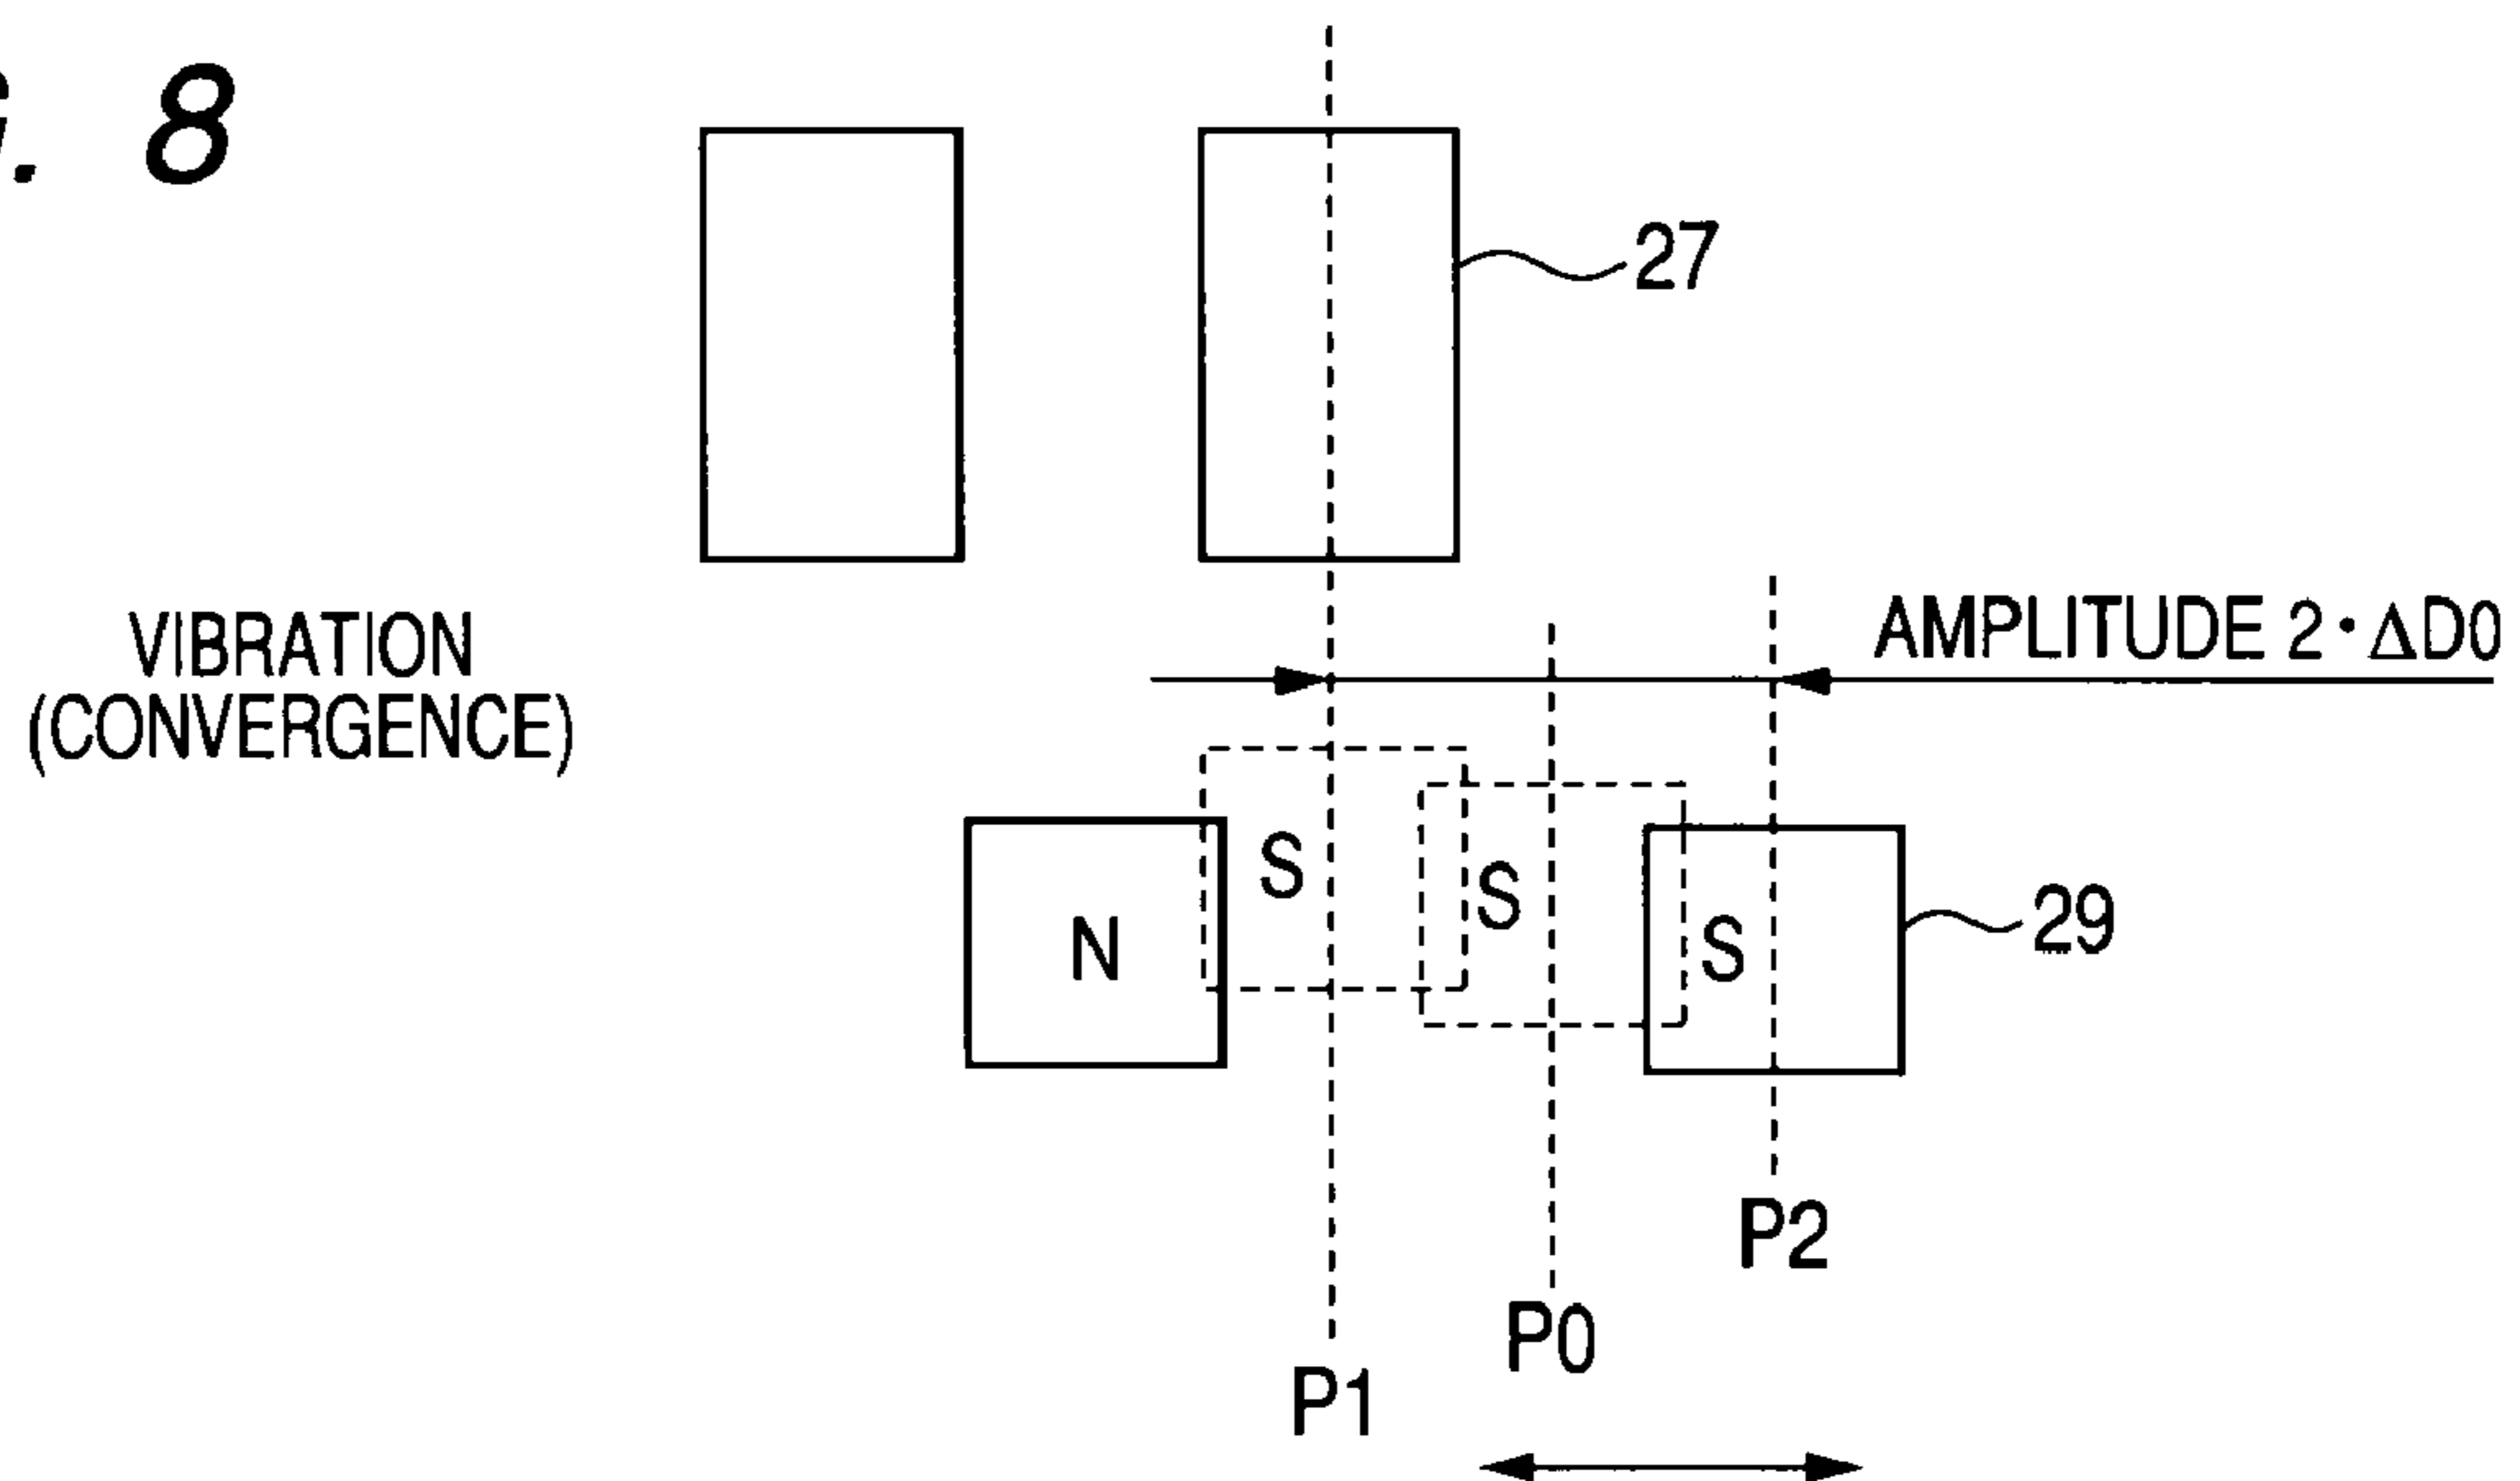 G. 8
27
VIBRATION
(CONVERGENCE)
AMPLITUDE 2・ΔD0
S
S
S
N
29
P2
P0
P1